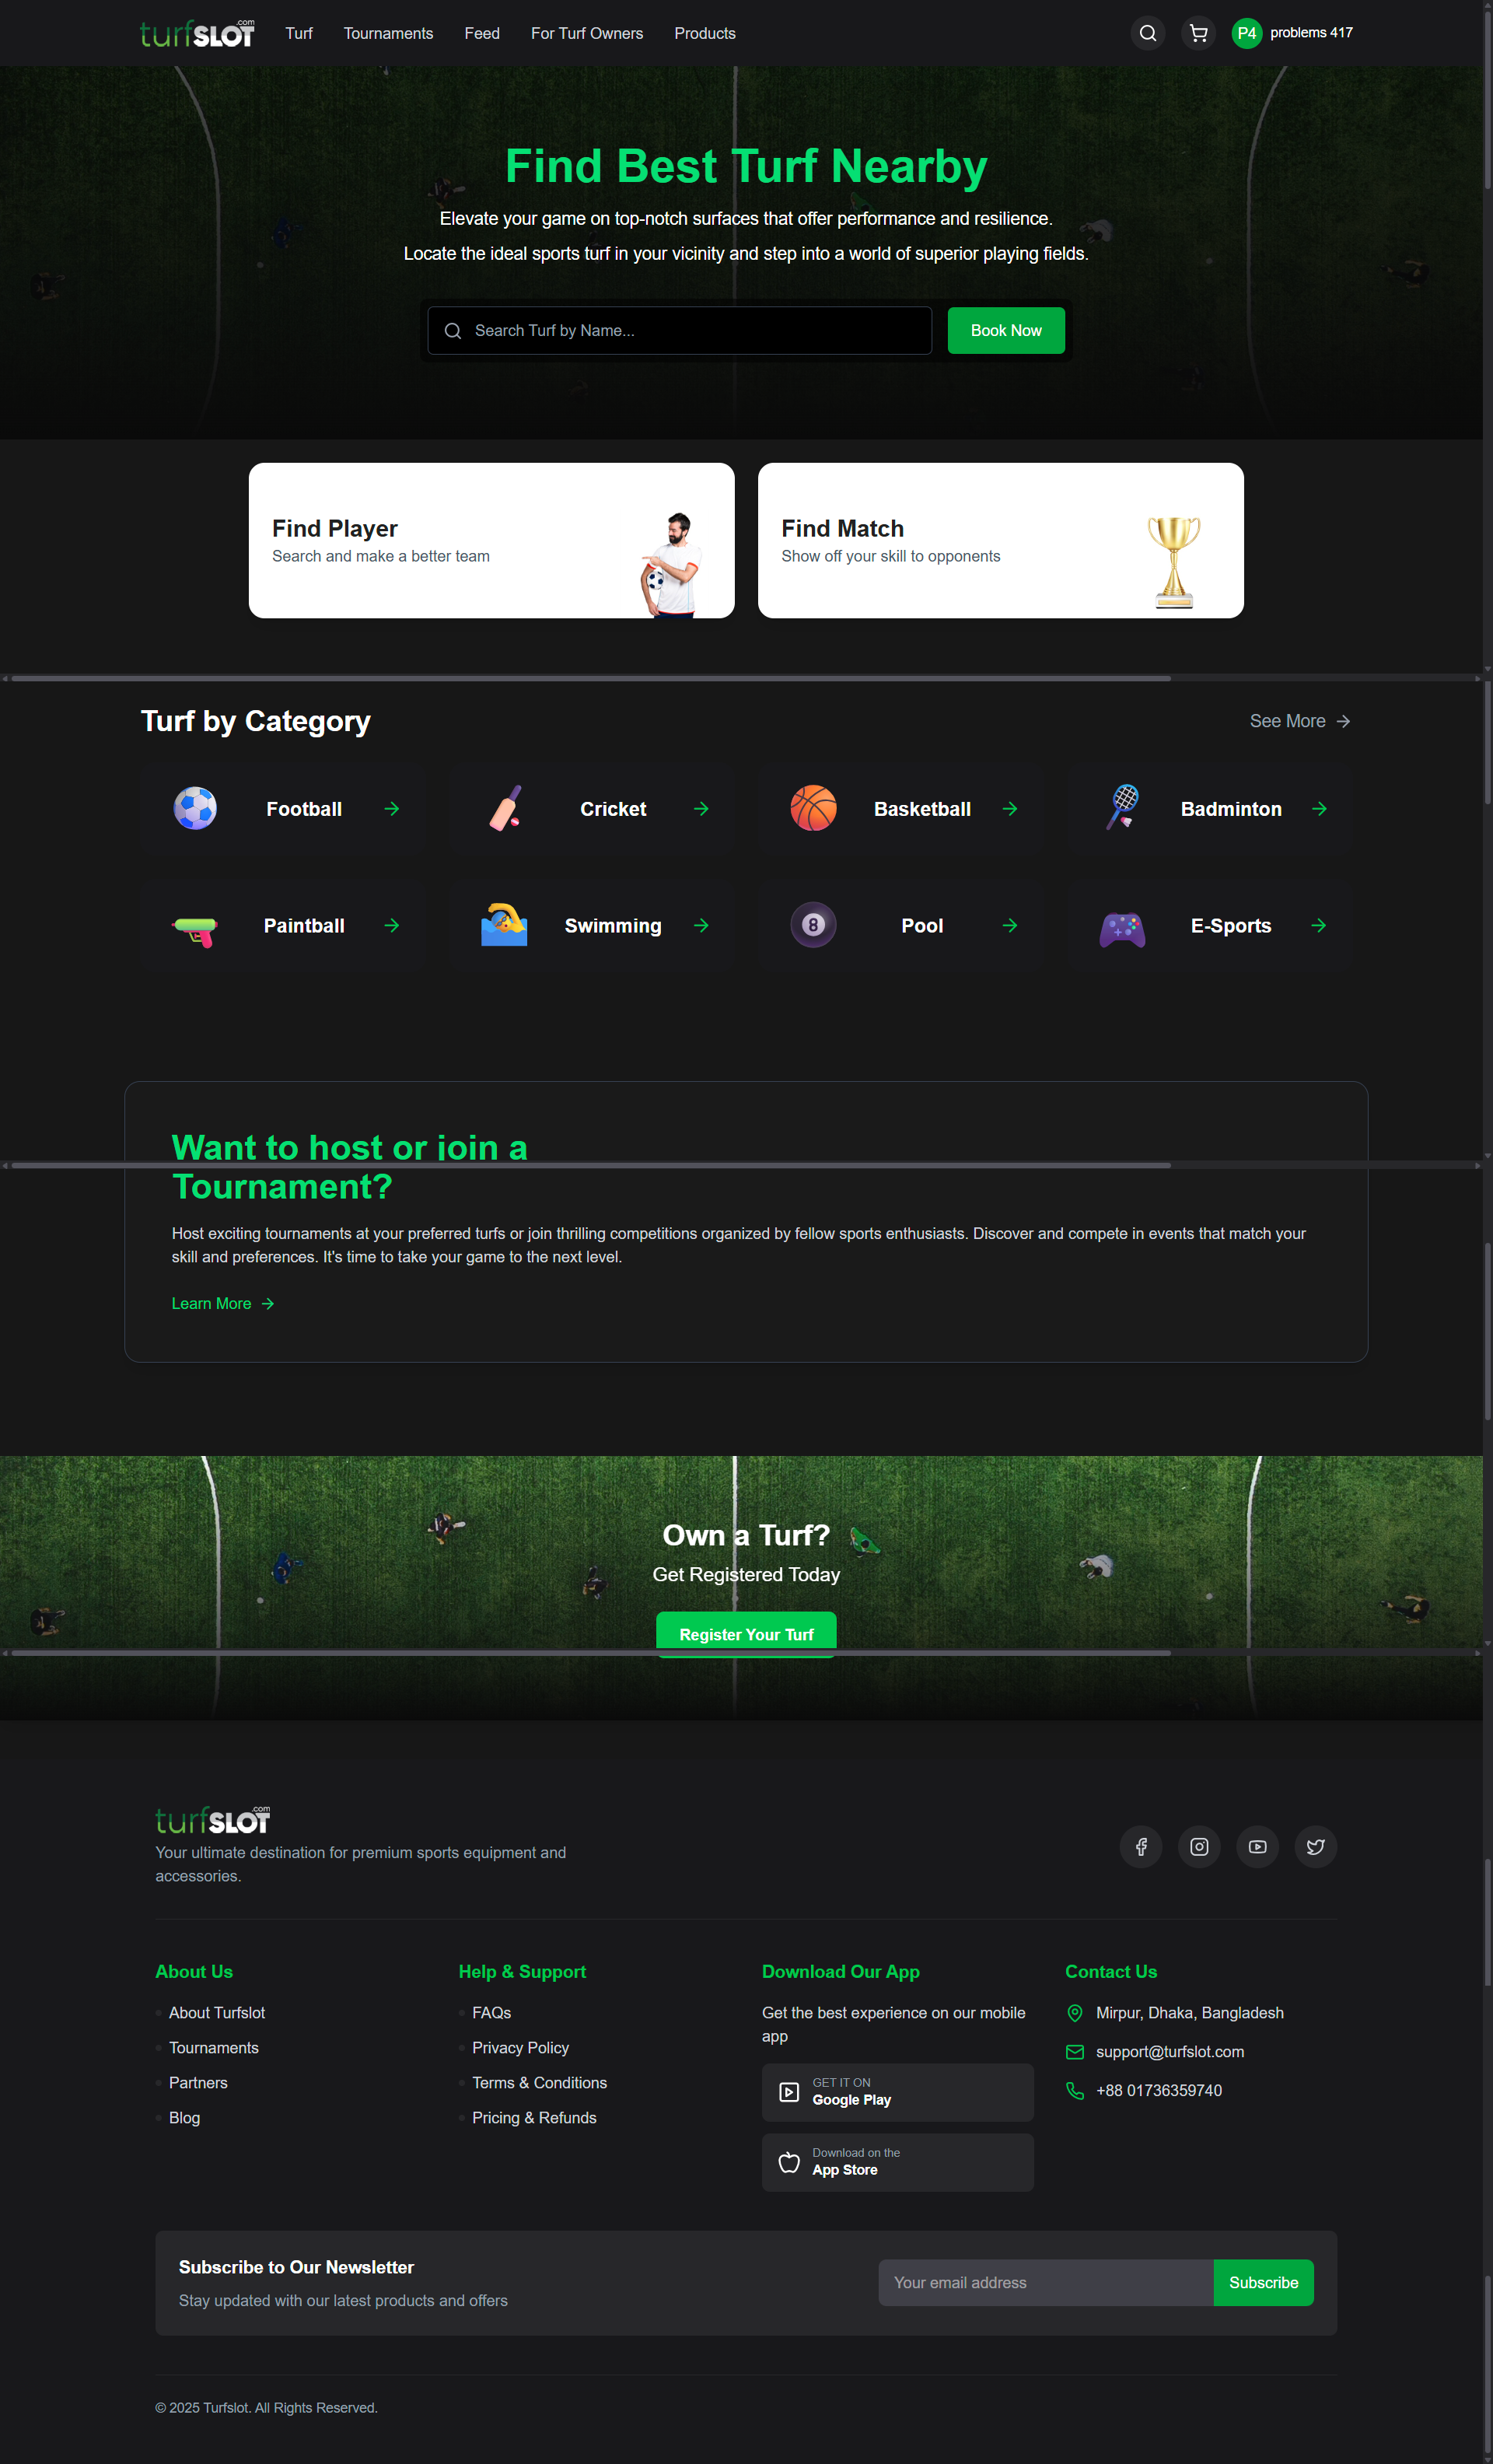 turfSLOT.com
Turf
Tournaments
Feed
For Turf Owners
Products
P4
problems 417
Find Best Turf Nearby
Elevate your game on top-notch surfaces that offer performance and resilience.
Locate the ideal sports turf in your vicinity and step into a world of superior playing fields.
Search Turf by Name...
Book Now
Find Player
Search and make a better team
Find Match
Show off your skill to opponents
Turf by Category
See More
Football
Cricket
Basketball
Badminton
Paintball
Swimming
8
Pool
E-Sports
Want to host or join a
Tournament?
Host exciting tournaments at your preferred turfs or join thrilling competitions organized by fellow sports enthusiasts. Discover and compete in events that match your
skill and preferences. It's time to take your game to the next level.
Learn More
Own a Turf?
Get Registered Today
Register Your Turf
turfSLOT.com
Your ultimate destination for premium sports equipment and
accessories.
About Us
About Turfslot
Tournaments
Partners
Blog
Help & Support
FAQs
Privacy Policy
Terms & Conditions
Pricing & Refunds
Download Our App
Get the best experience on our mobile
app
GET IT ON
Google Play
Download on the
App Store
Contact Us
Mirpur, Dhaka, Bangladesh
support@turfslot.com
+88 01736359740
Subscribe to Our Newsletter
Stay updated with our latest products and offers
Your email address
Subscribe
© 2025 Turfslot. All Rights Reserved.